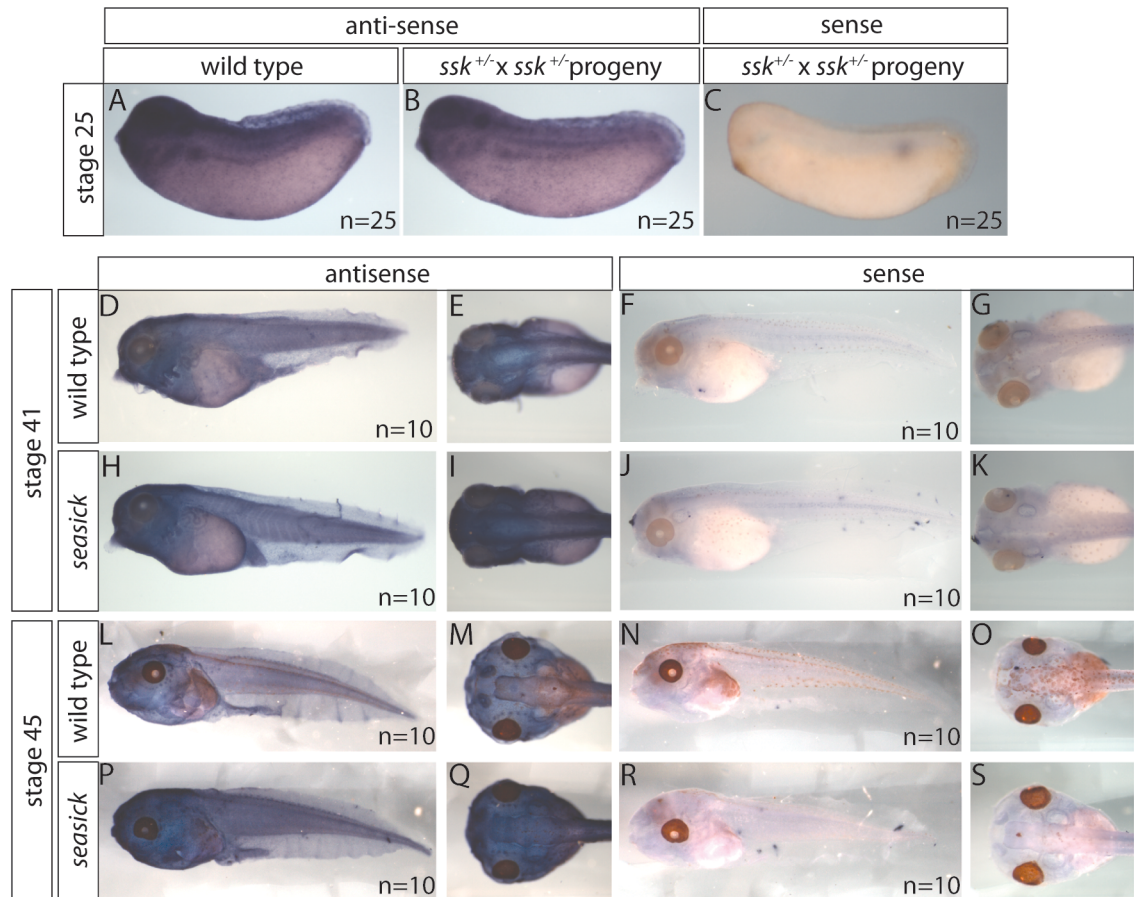 anti-sense
sense
wild type
ssk +/- x ssk +/- progeny
ssk +/- x ssk +/- progeny
stage 25
A
n=25
B
n=25
C
n=25
antisense
sense
stage 41
wild type
D
n=10
E
F
n=10
G
seasick
H
n=10
I
J
n=10
K
stage 45
wild type
L
n=10
M
N
n=10
O
seasick
P
n=10
Q
R
n=10
S